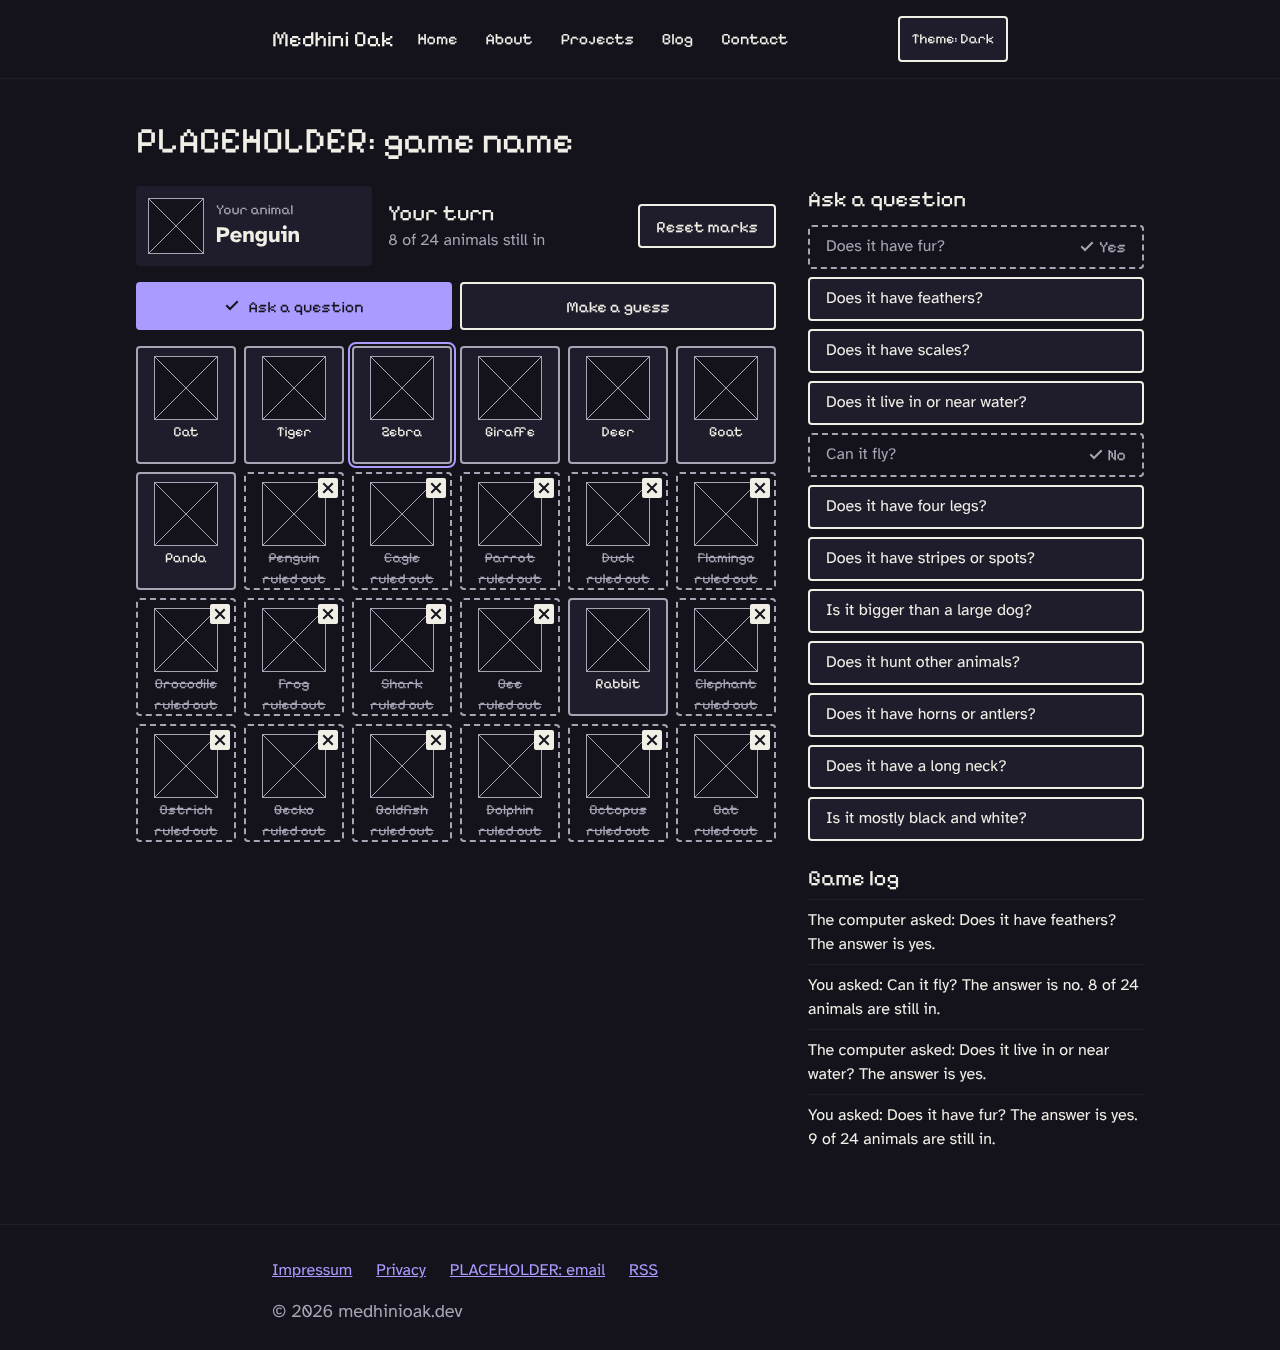 Medhini Oak Home About Projects Blog Contact Theme: Dark
PLACEHOLDER: game name
Your animal
Penguin
Your turn
8 of 24 animals still in
Reset marks
Ask a question
Make a guess
Cat Tiger Zebra Giraffe Deer Goat
Panda Penguin Eagle Parrot Duck Flamingo
ruled out ruled out ruled out ruled out ruled out
Crocodile Frog Shark Bee Rabbit Elephant
ruled out ruled out ruled out ruled out ruled out
Ostrich Gecko Goldfish Dolphin Octopus Bat
ruled out ruled out ruled out ruled out ruled out ruled out
Ask a question
Does it have fur? Yes
Does it have feathers?
Does it have scales?
Does it live in or near water?
Can it fly? No
Does it have four legs?
Does it have stripes or spots?
Is it bigger than a large dog?
Does it hunt other animals?
Does it have horns or antlers?
Does it have a long neck?
Is it mostly black and white?
Game log
The computer asked: Does it have feathers?
The answer is yes.
You asked: Can it fly? The answer is no. 8 of 24
animals are still in.
The computer asked: Does it live in or near
water? The answer is yes.
You asked: Does it have fur? The answer is yes.
9 of 24 animals are still in.
Impressum Privacy PLACEHOLDER: email RSS
© 2026 medhinioak.dev